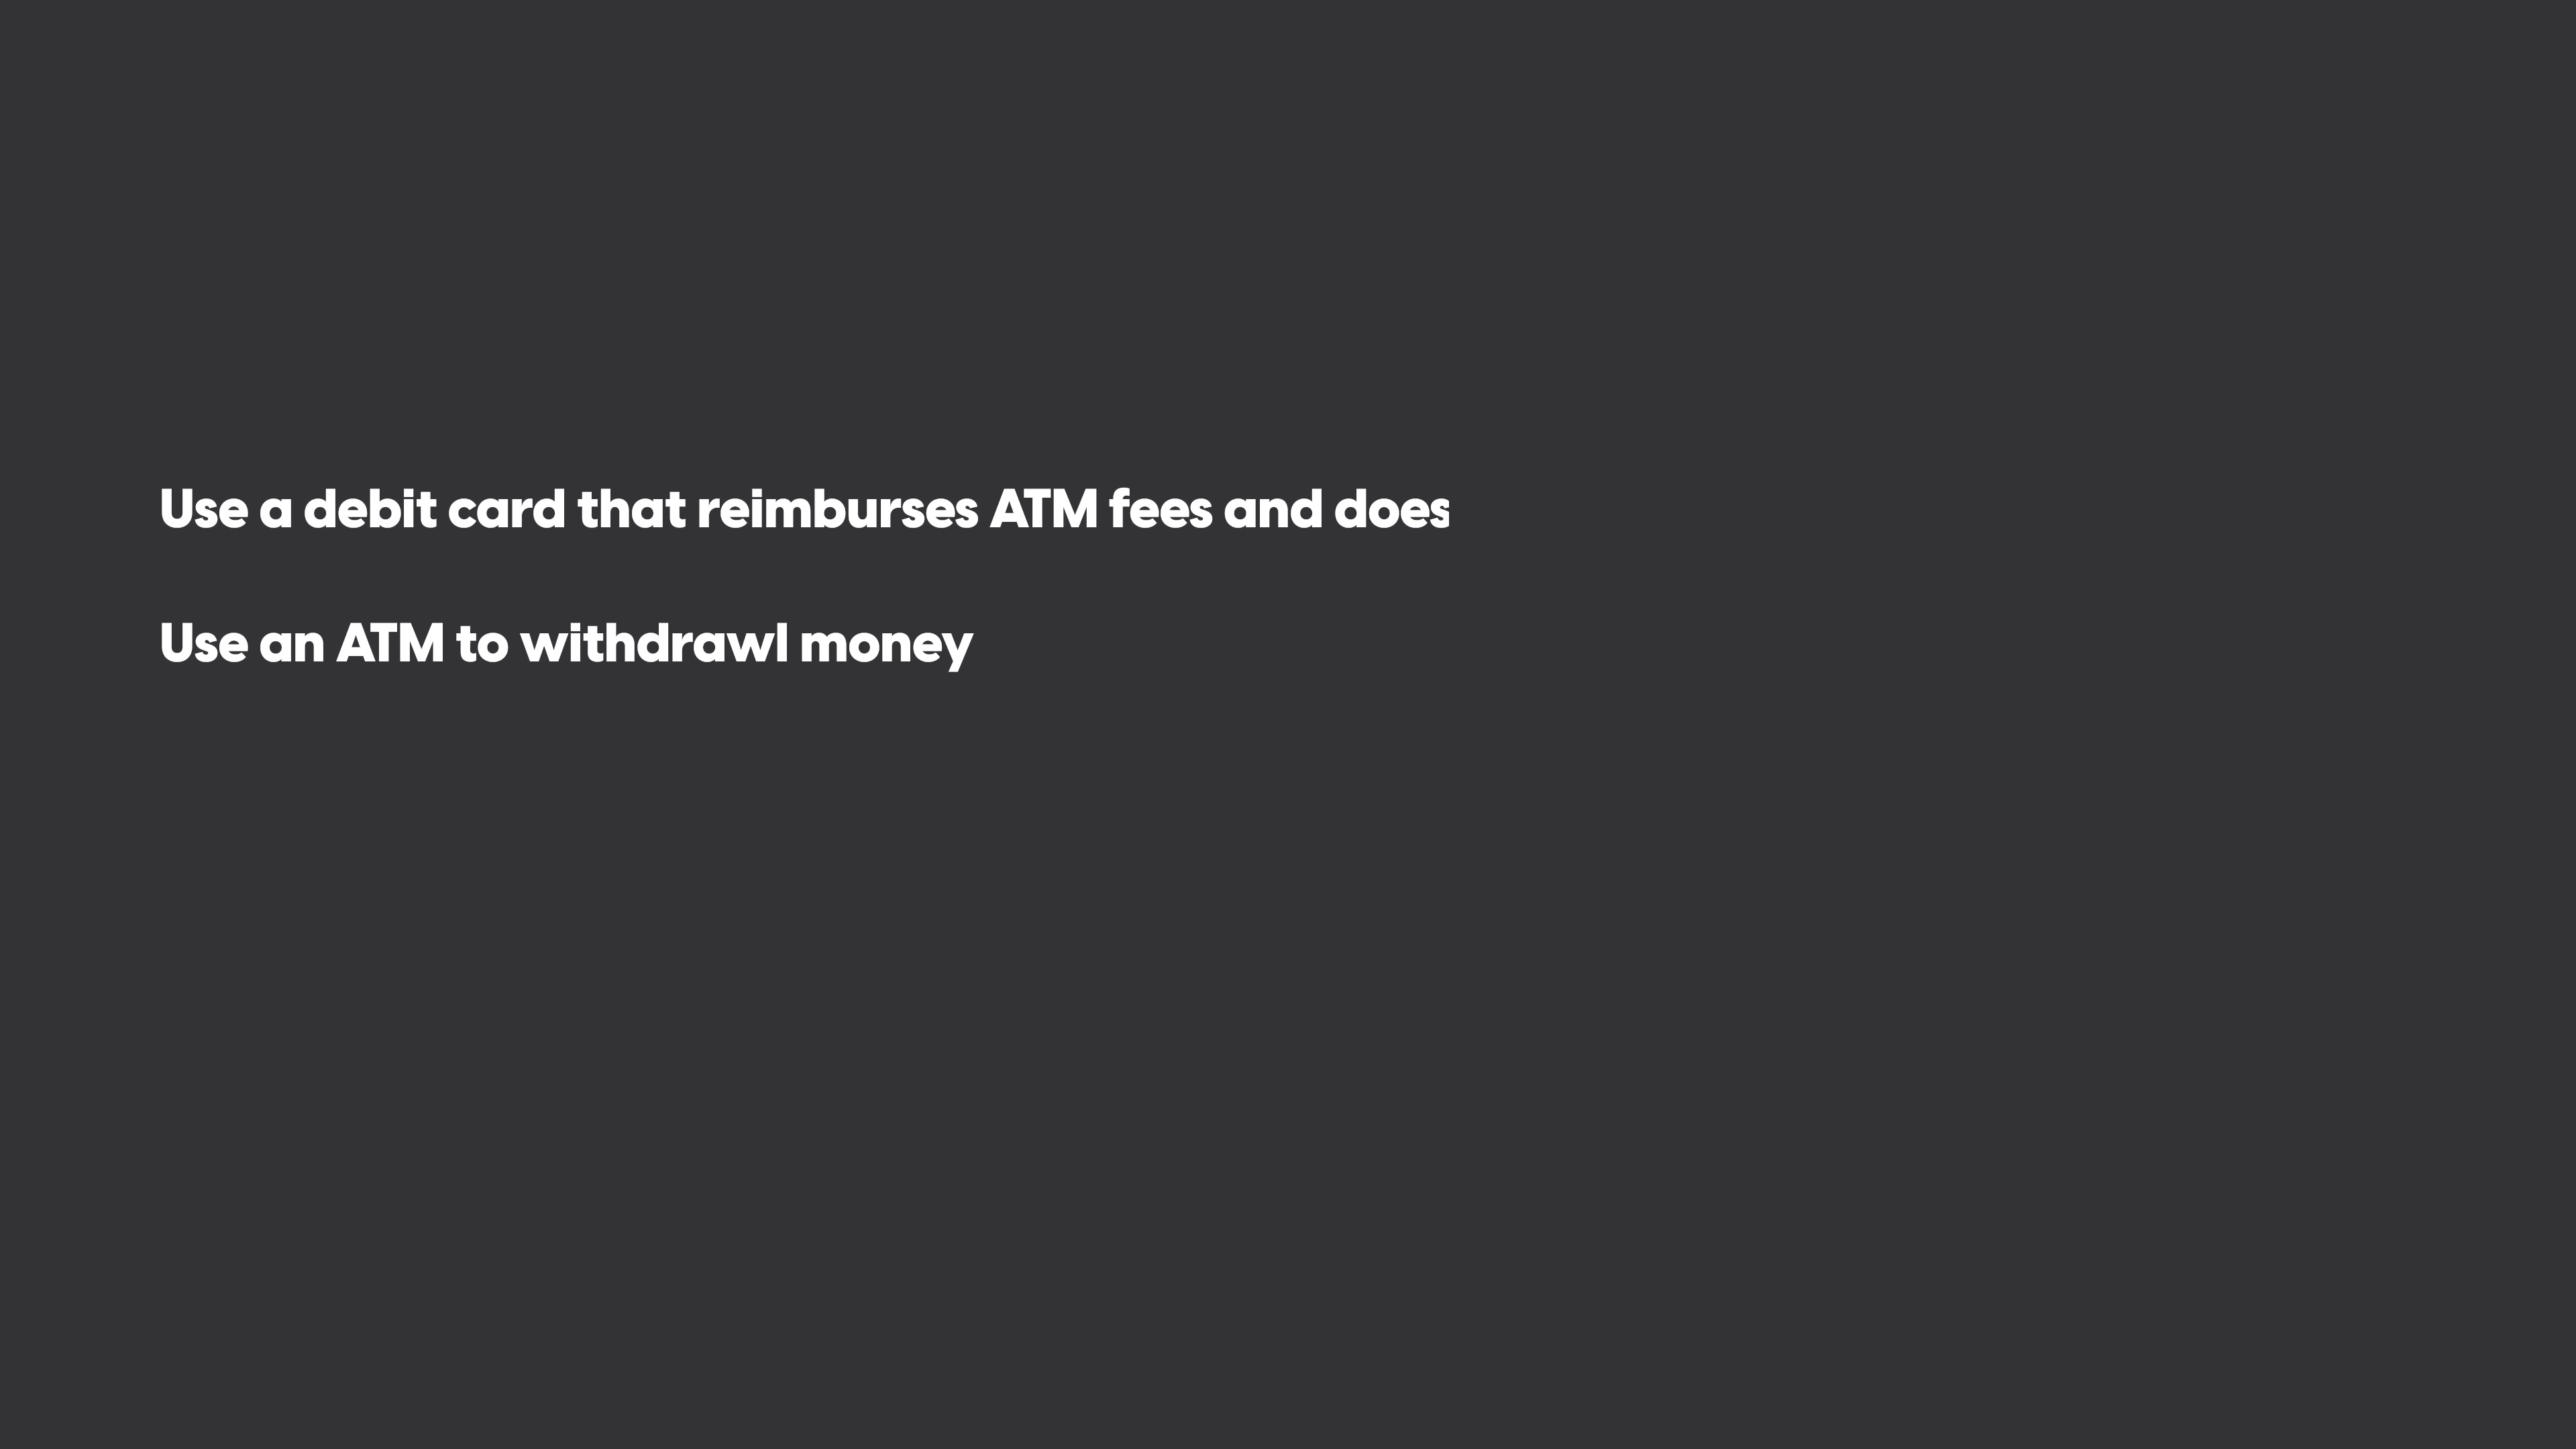 Use a debit card that reimburses ATM fees and does
Use an ATM to withdrawl money